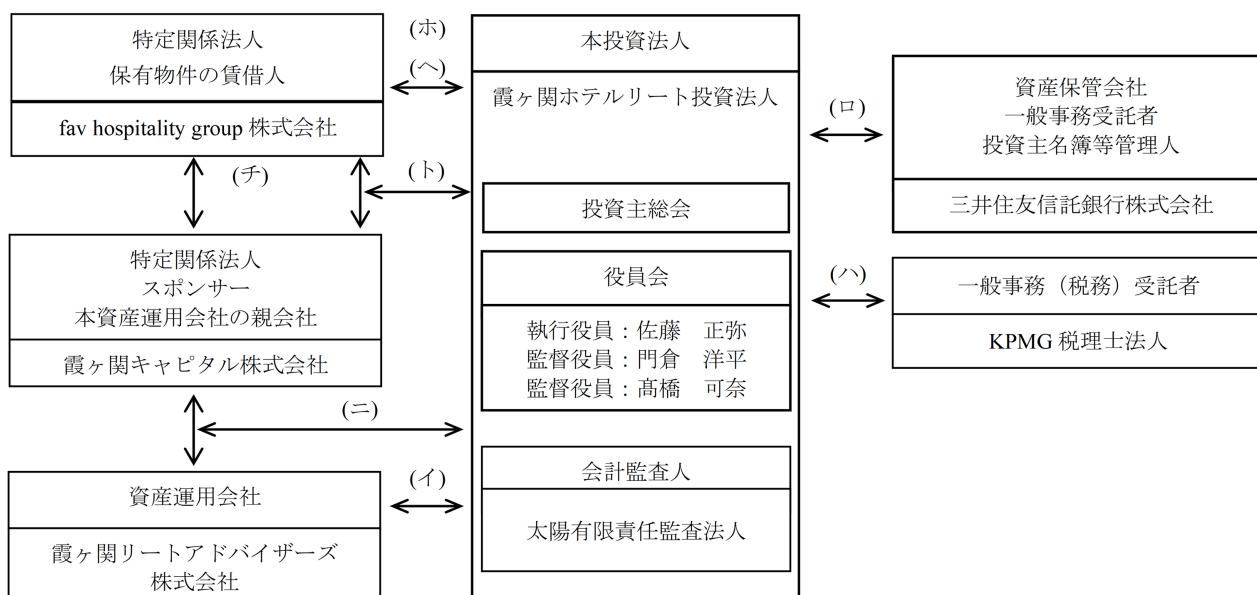 特定関係法人
保有物件の賃借人
fav hospitality group 株式会社
(ホ)
(ヘ)
(チ)
(ト)
特定関係法人
スポンサー
本資産運用会社の親会社
霞ヶ関キャピタル株式会社
(ニ)
資産運用会社
霞ヶ関リートアドバイザーズ
株式会社
(イ)
本投資法人
霞ヶ関ホテルリート投資法人
投資主総会
役員会
執行役員：佐藤　正弥
監督役員：門倉　洋平
監督役員：髙橋　可奈
会計監査人
太陽有限責任監査法人
(ロ)
資産保管会社
一般事務受託者
投資主名簿等管理人
三井住友信託銀行株式会社
(ハ)
一般事務（税務）受託者
KPMG 税理士法人